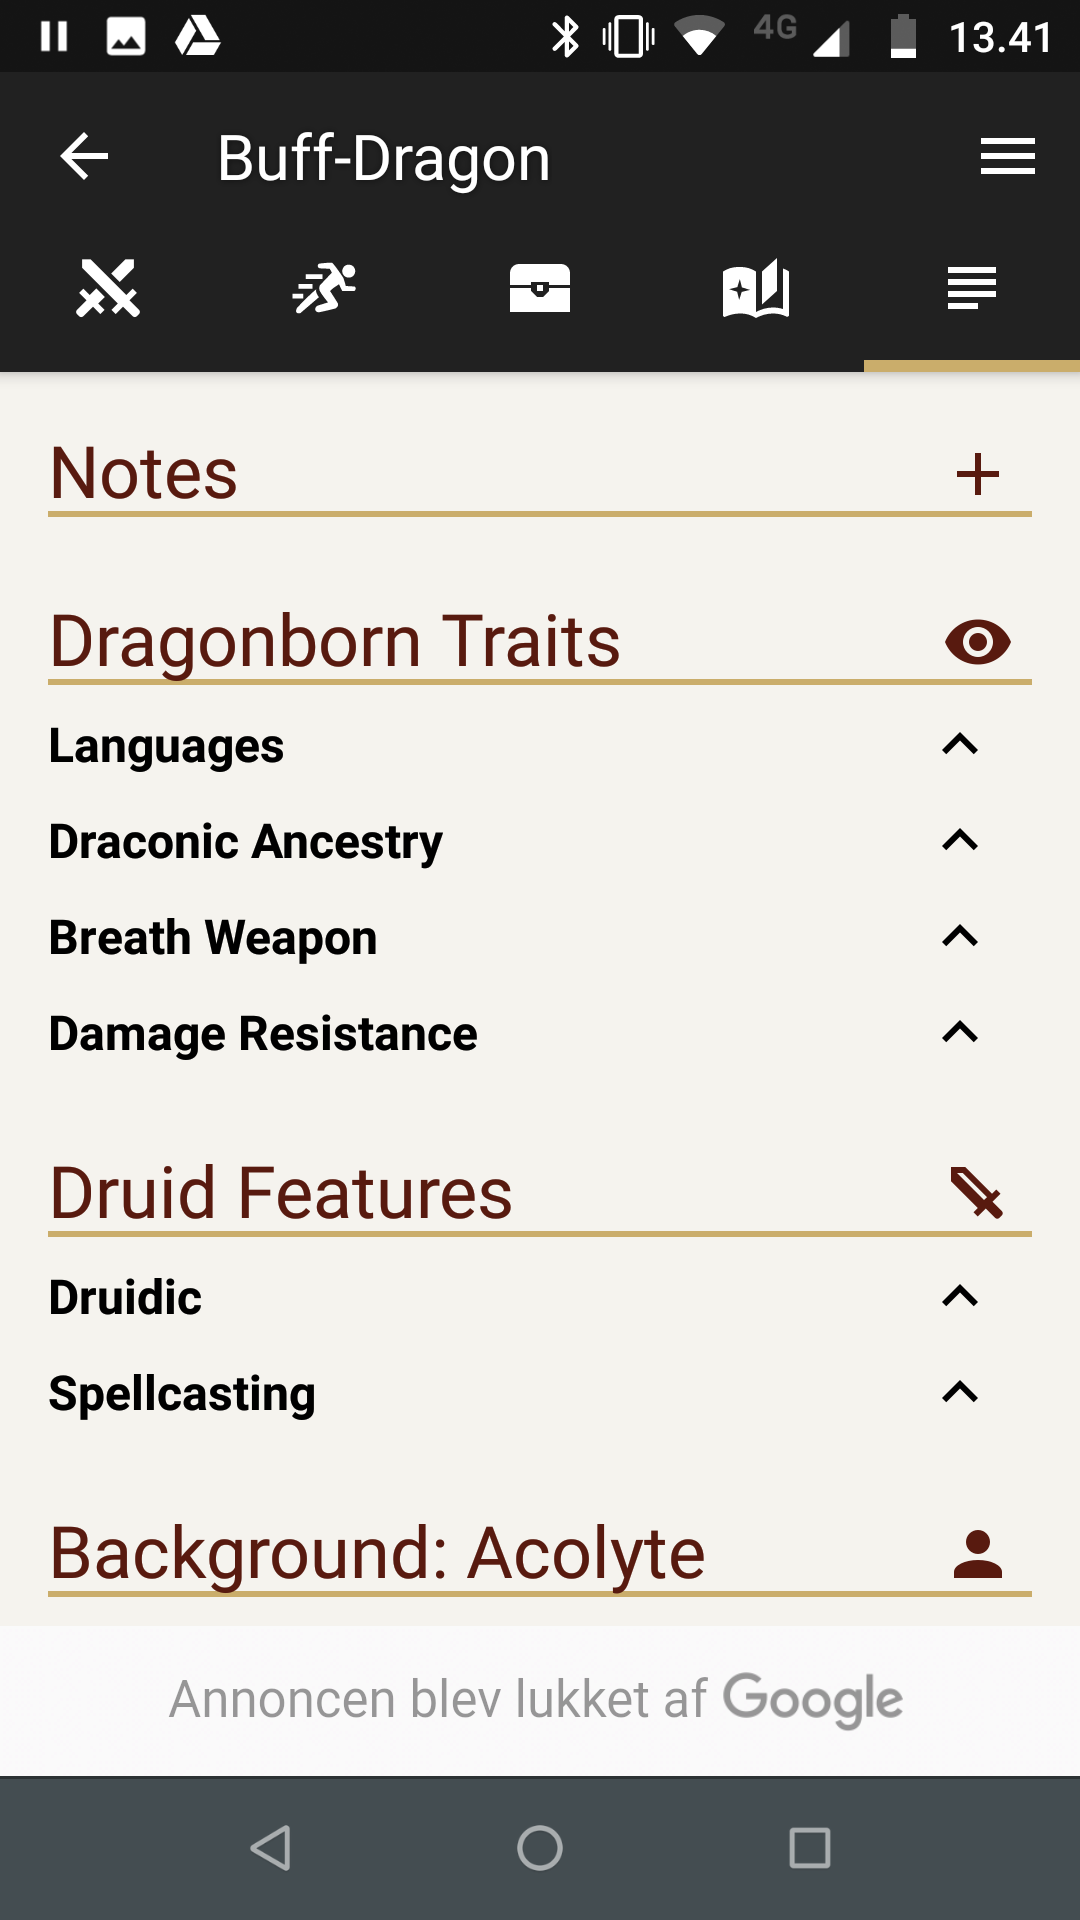 4G 13.41
Buff-Dragon
Notes
Dragonborn Traits
Languages
Draconic Ancestry
Breath Weapon
Damage Resistance
Druid Features
Druidic
Spellcasting
Background: Acolyte
Annoncen blev lukket af Google